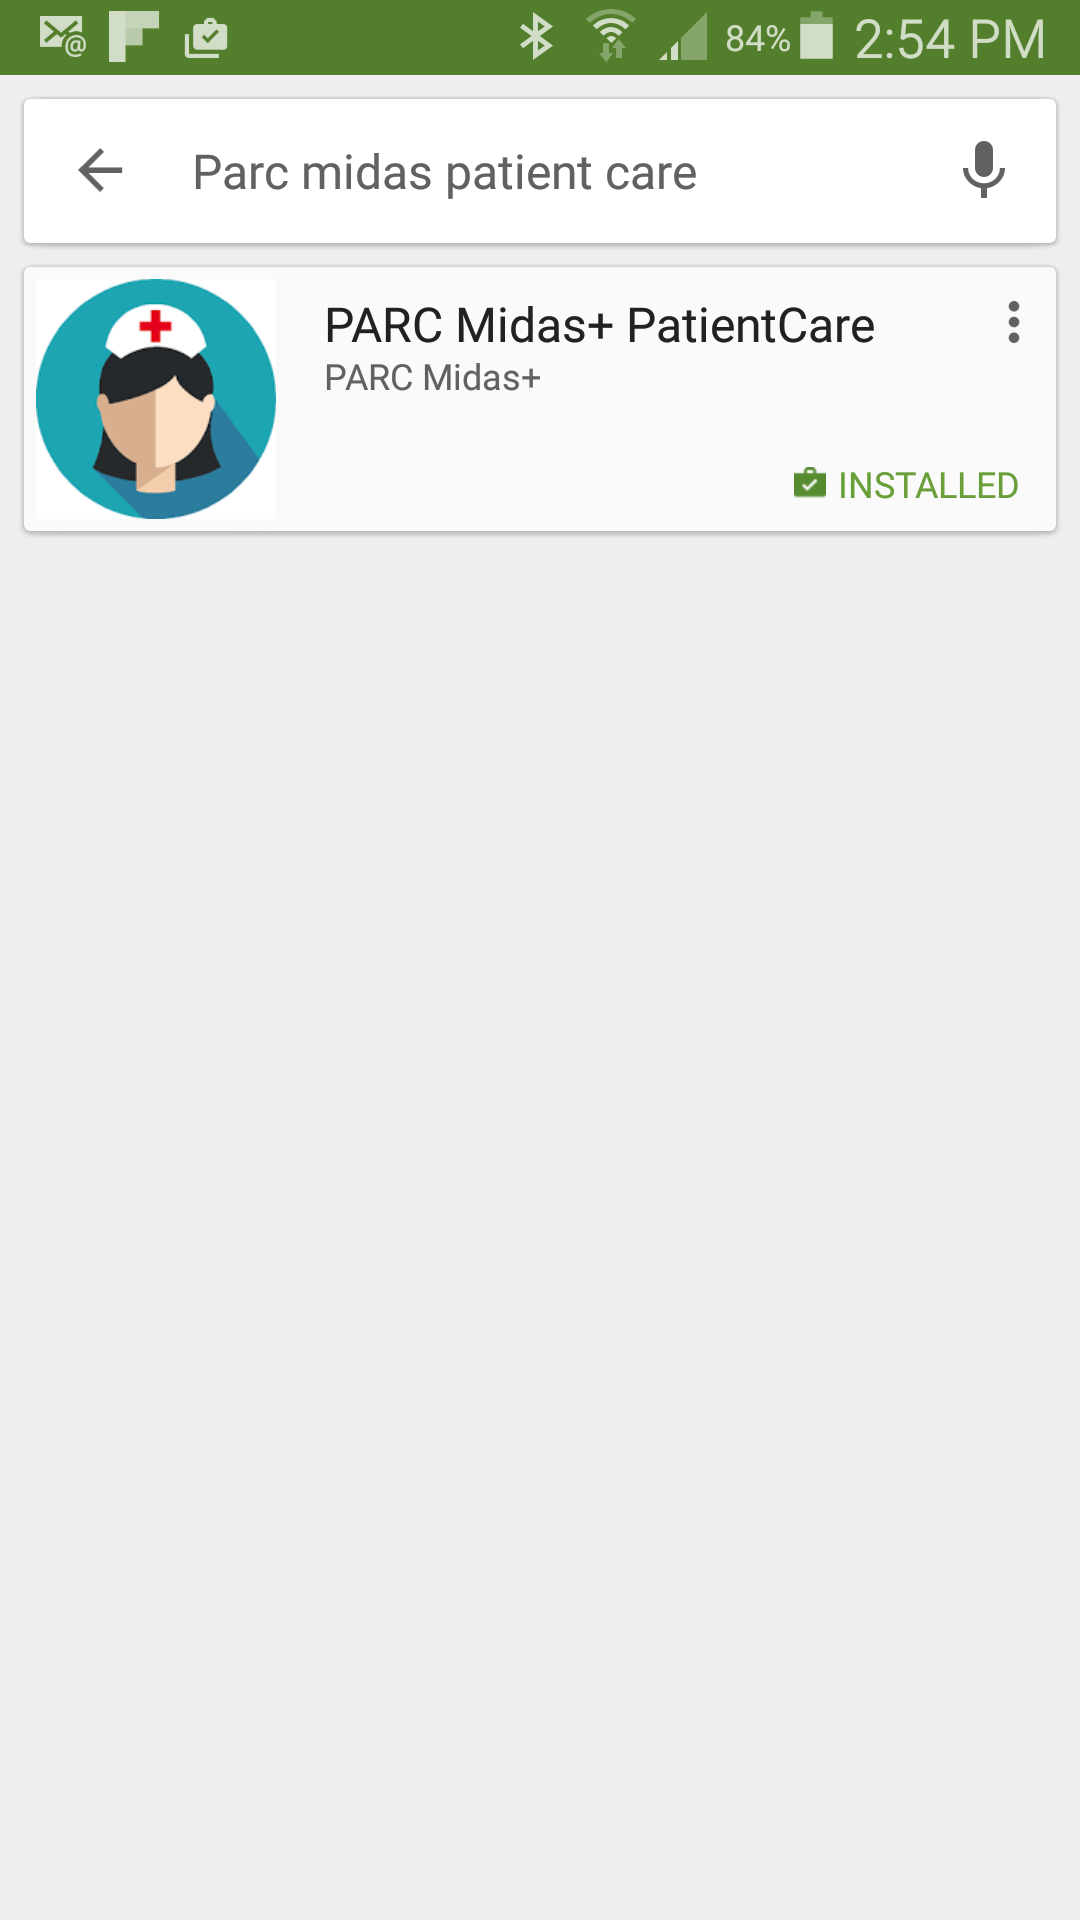 84% 2:54 PM
Parc midas patient care
PARC Midas+ PatientCare
PARC Midas+
INSTALLED